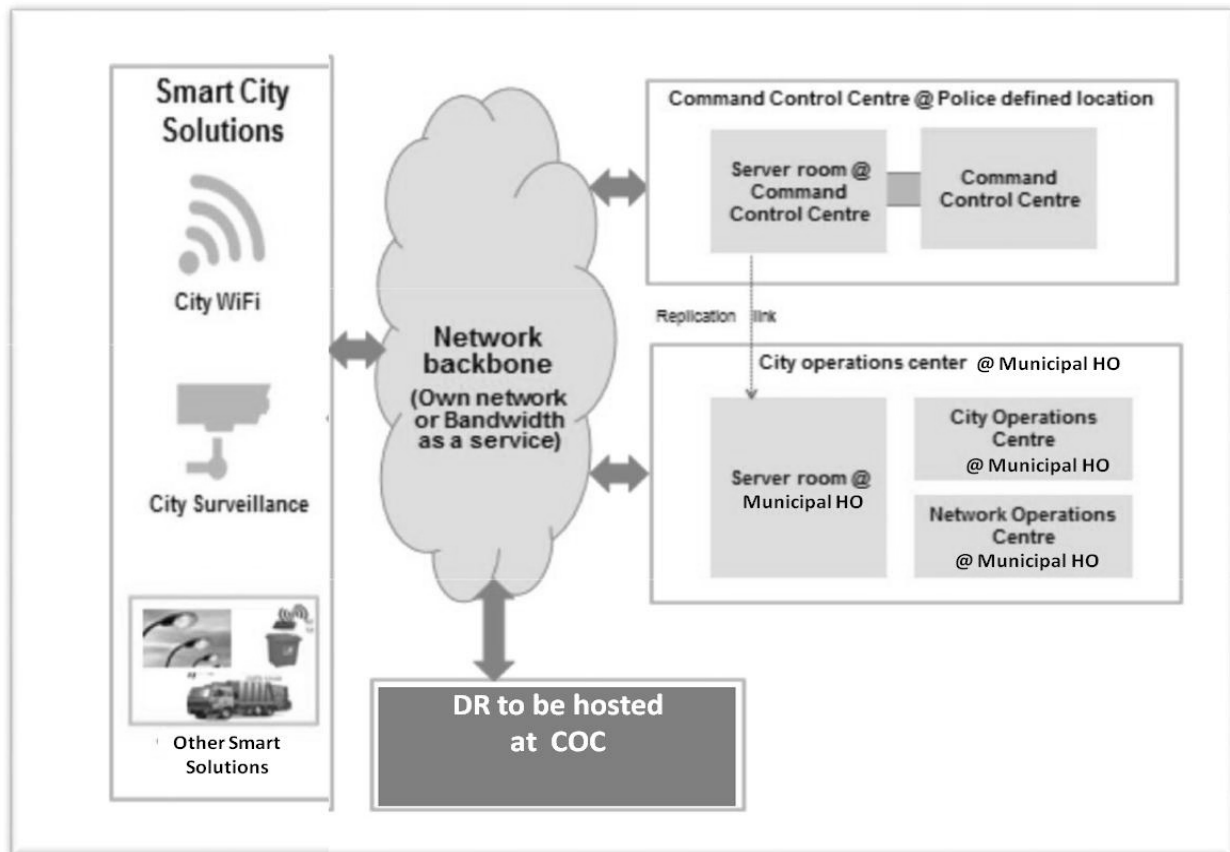 Smart City
Solutions
City WiFi
City Surveillance
Other Smart
Solutions
Network
backbone
(Own network
or Bandwidth
as a service)
Command Control Centre @ Police defined location
Server room @
Command
Control Centre
Command
Control Centre
Replication link
City operations center @ Municipal HO
Server room @
Municipal HO
City Operations
Centre
@ Municipal HO
Network Operations
Centre
@ Municipal HO
DR to be hosted
at COC